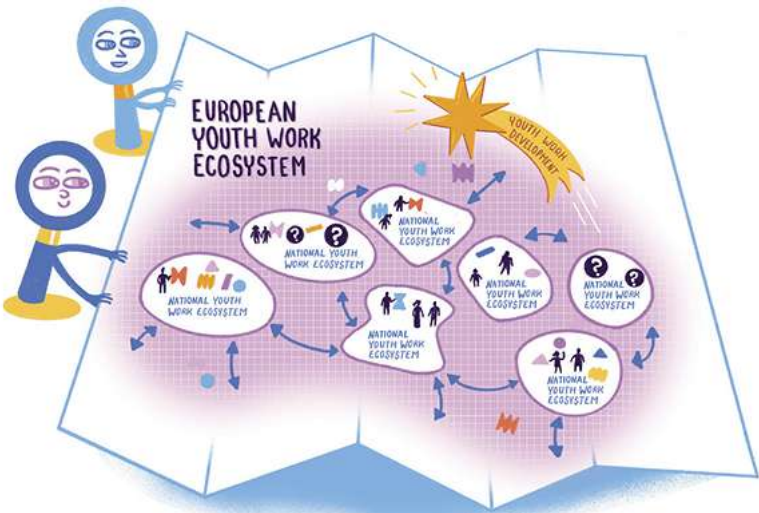 EUROPEAN
YOUTH WORK
ECOSYSTEM
YOUTH WORK
DEVELOPMENT
NATIONAL
YOUTH WORK
ECOSYSTEM
?
?
NATIONAL YOUTH
WORK ECOSYSTEM
NATIONAL
YOUTH WORK
ECOSYSTEM
?
?
NATIONAL
YOUTH WORK
ECOSYSTEM
NATIONAL YOUTH
WORK ECOSYSTEM
NATIONAL
YOUTH WORK
ECOSYSTEM
NATIONAL
YOUTH WORK
ECOSYSTEM